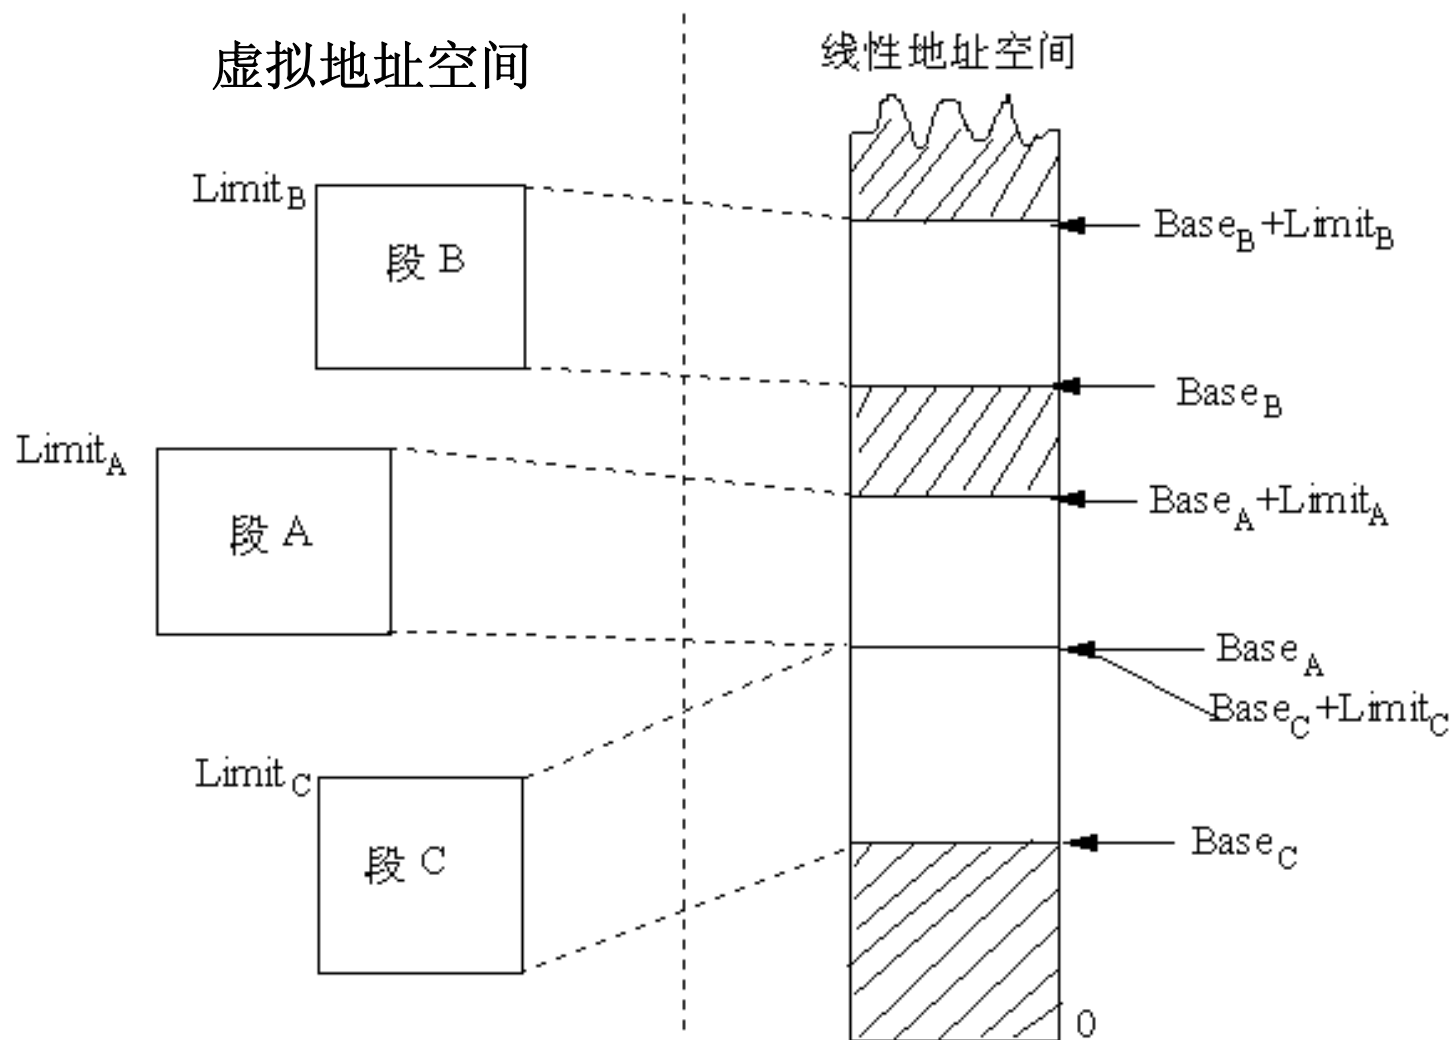 虚拟地址空间
线性地址空间
LimitB
段 B
BaseB+LimitB
BaseB
LimitA
段 A
BaseA+LimitA
BaseA
BaseC+LimitC
LimitC
段 C
BaseC
0